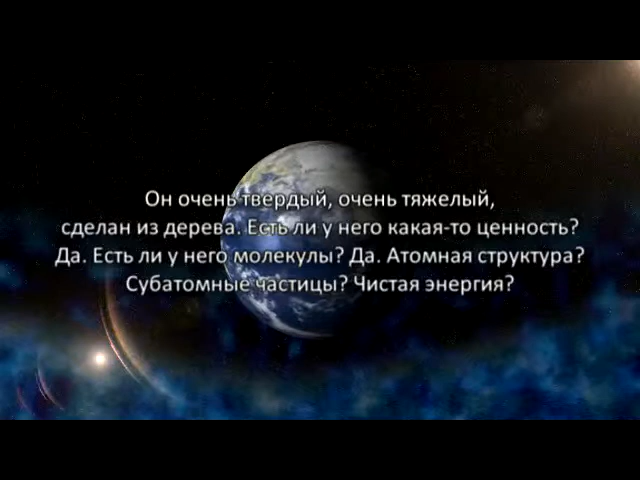 Он очень твердый, очень тяжелый,
сделан из дерева. Есть ли у него какая-то ценность?
Да. Есть ли у него молекулы? Да. Атомная структура?
Субатомные частицы? Чистая энергия?